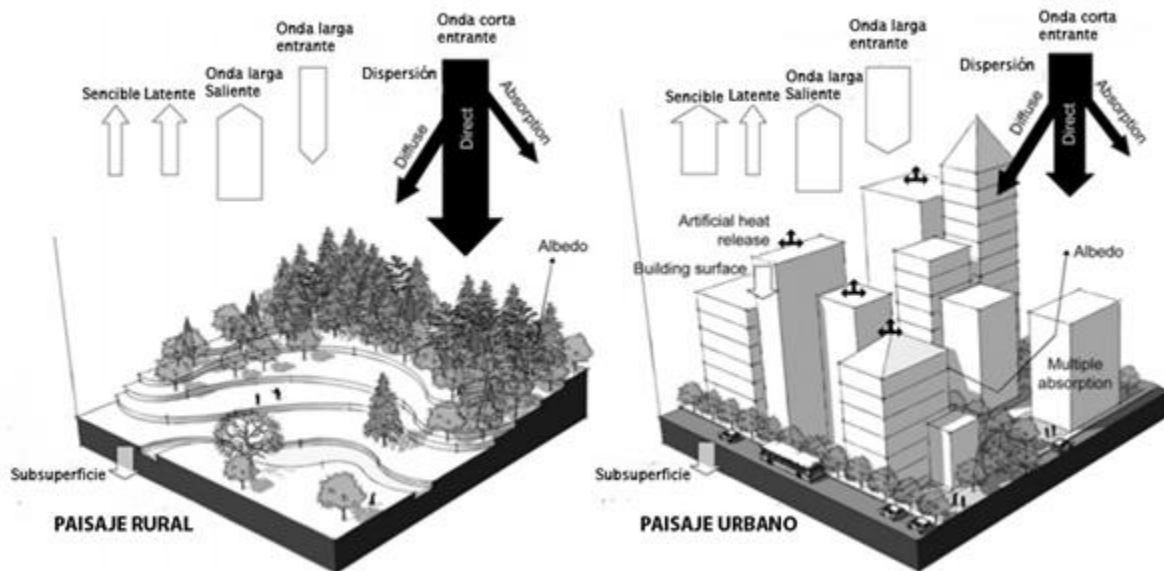 Onda larga
entrante
Onda corta
entrante
Dispersión
Onda larga
Saliente
Sencible
Latente
Diffuse
Direct
Absorption
Albedo
Subsuperficie
PAISAJE RURAL
Onda larga
entrante
Onda corta
entrante
Dispersión
Onda larga
Saliente
Sencible
Latente
Diffuse
Direct
Absorption
Artificial heat
release
Building surface
Albedo
Multiple
absorption
Subsuperficie
PAISAJE URBANO